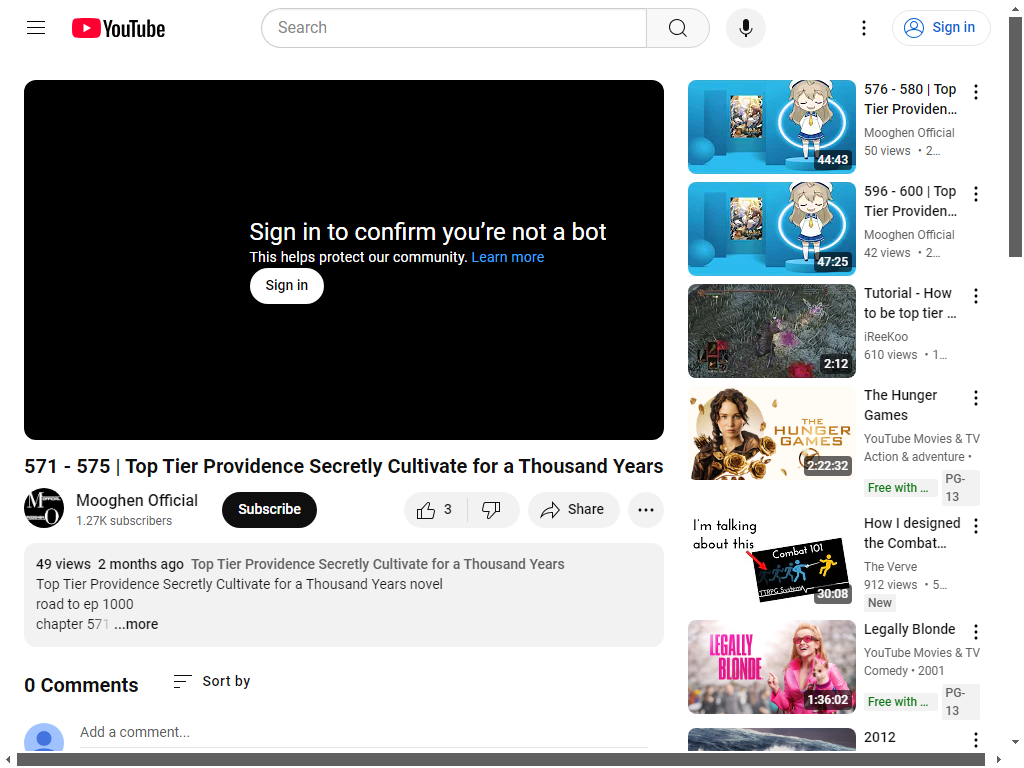 YouTube
Search
Sign in
Sign in to confirm you’re not a bot
This helps protect our community. Learn more
Sign in
571 - 575 | Top Tier Providence Secretly Cultivate for a Thousand Years
Mooghen Official
1.27K subscribers
Subscribe
3
Share
49 views 2 months ago Top Tier Providence Secretly Cultivate for a Thousand Years
Top Tier Providence Secretly Cultivate for a Thousand Years novel
road to ep 1000
chapter 571 ...more
0 Comments
Sort by
Add a comment...
44:43
576 - 580 | Top
Tier Providen...
Mooghen Official
50 views • 2...
47:25
596 - 600 | Top
Tier Providen...
Mooghen Official
42 views • 2...
2:12
Tutorial - How
to be top tier ...
iReeKoo
610 views • 1...
THE
HUNGER
GAMES
2:22:32
The Hunger
Games
YouTube Movies & TV
Action & adventure •
Free with ...
PG-
13
I'm talking
about this
Combat 101
TTRPG Systems
30:08
How I designed
the Combat...
The Verve
912 views • 5...
New
LEGALLY
BLONDE
1:36:02
Legally Blonde
YouTube Movies & TV
Comedy • 2001
Free with ...
PG-
13
2012